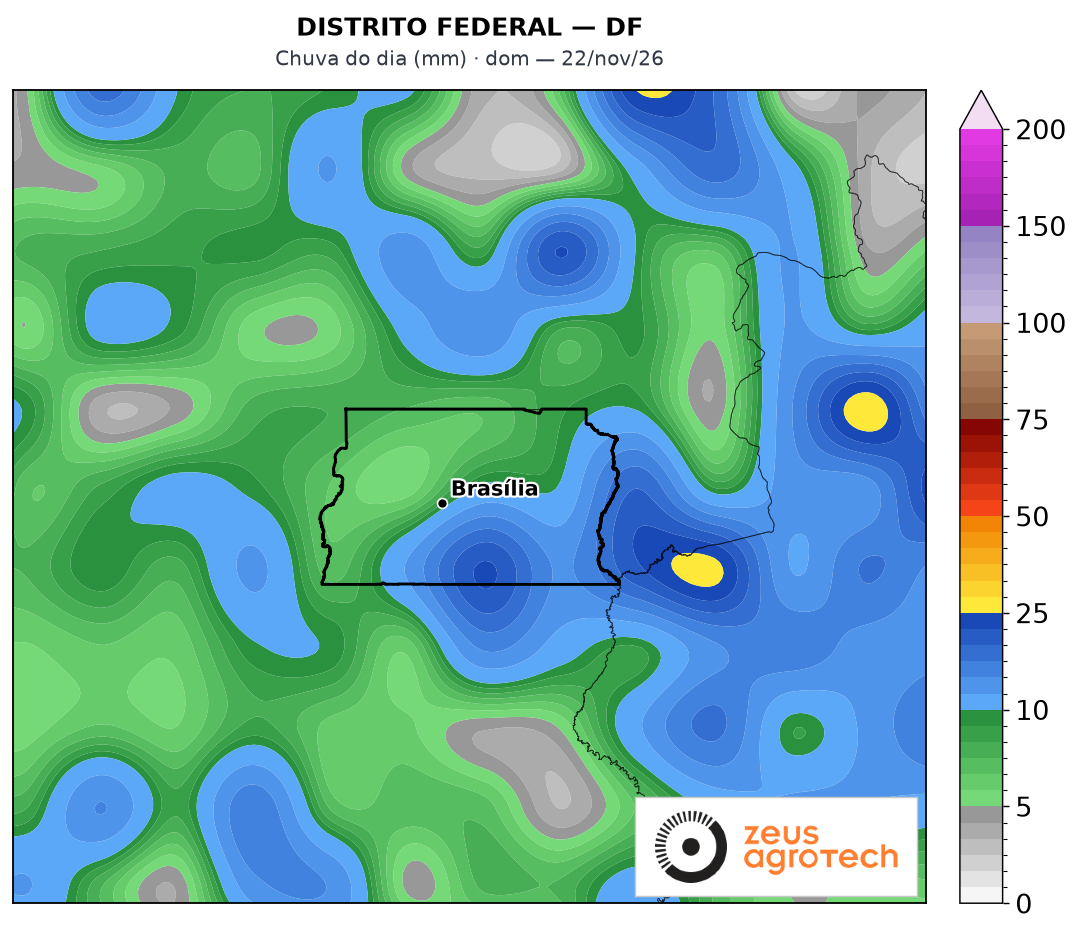 DISTRITO FEDERAL — DF
Chuva do dia (mm) · dom — 22/nov/26
200
150
100
75
50
25
10
5
0
Brasília
zeus
agrotech